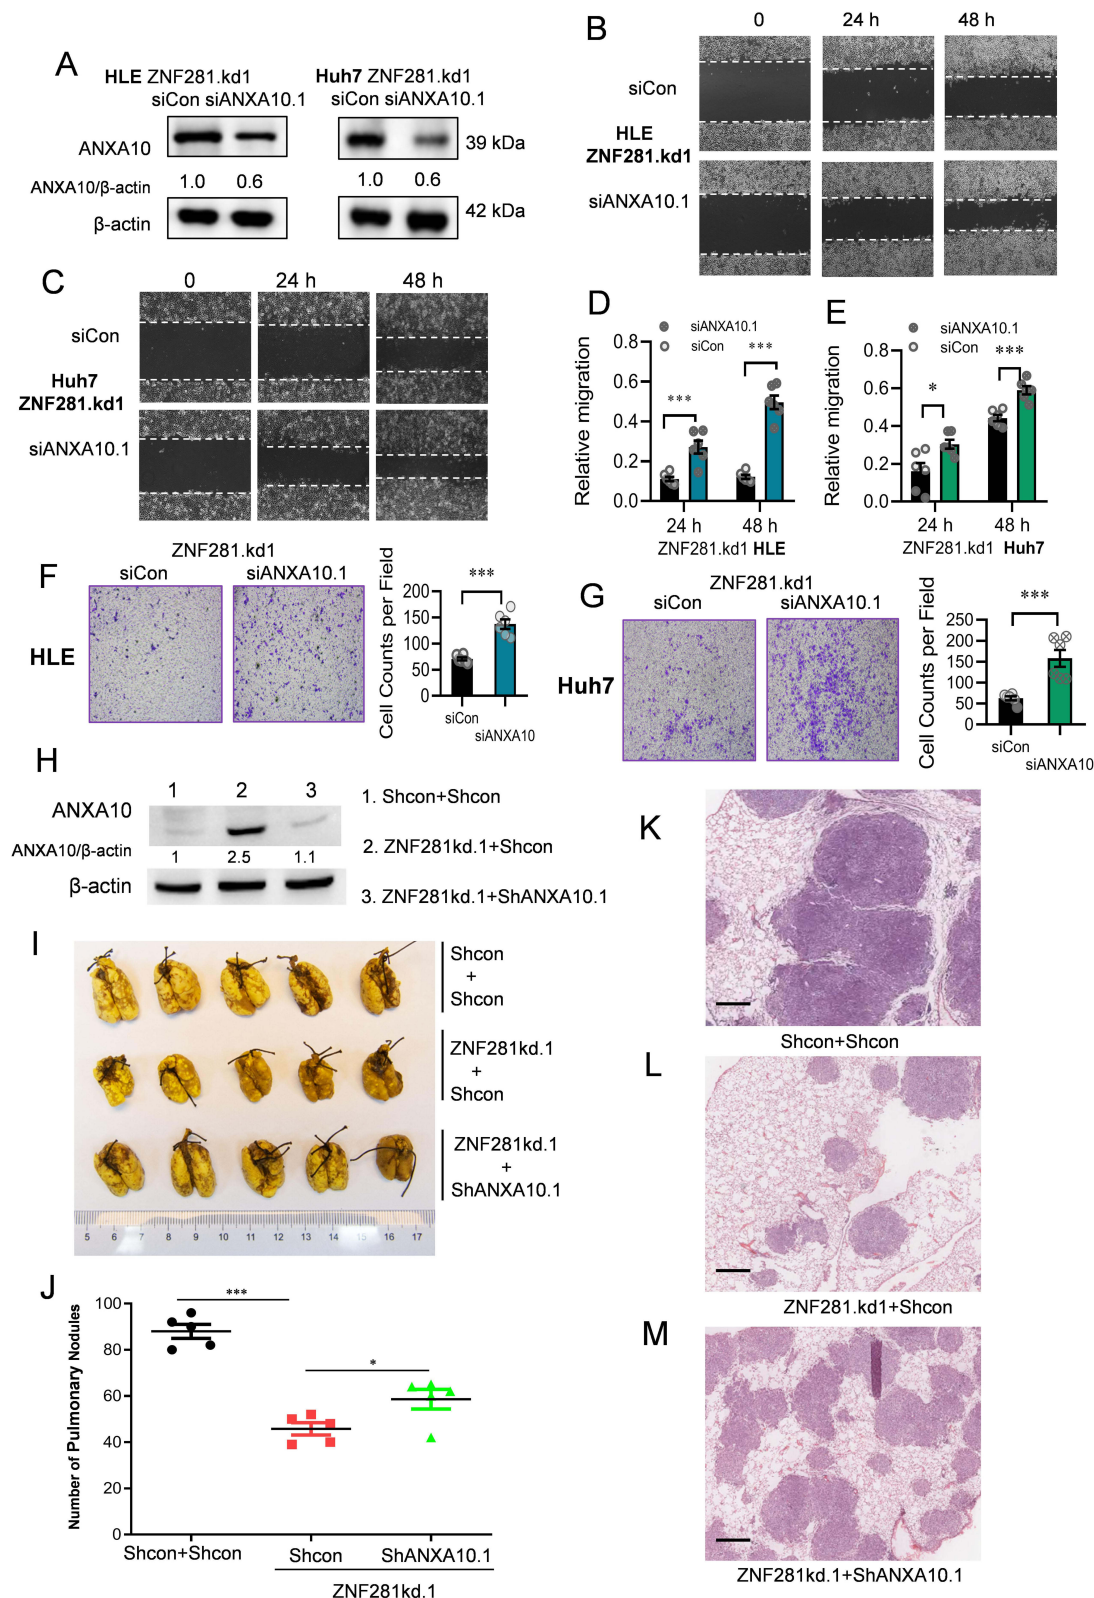 A
HLE ZNF281.kd1
siCon siANXA10.1
Huh7 ZNF281.kd1
siCon siANXA10.1
ANXA10
39 kDa
ANXA10/β-actin
1.0 0.6
1.0 0.6
β-actin
42 kDa
B
0 24 h 48 h
siCon
HLE
ZNF281.kd1
siANXA10.1
C
0 24 h 48 h
siCon
Huh7
ZNF281.kd1
siANXA10.1
D
siANXA10.1
siCon
Relative migration
0.8
0.6
0.4
0.2
0.0
***
***
24 h 48 h
ZNF281.kd1 HLE
E
siANXA10.1
siCon
Relative migration
0.8
0.6
0.4
0.2
0.0
*
***
24 h 48 h
ZNF281.kd1 Huh7
F
ZNF281.kd1
siCon siANXA10.1
HLE
Cell Counts per Field
200
150
100
50
0
***
siCon
siANXA10
G
ZNF281.kd1
siCon siANXA10.1
Huh7
Cell Counts per Field
250
200
150
100
50
0
***
siCon
siANXA10
H
1 2 3
ANXA10
ANXA10/β-actin
1 2.5 1.1
β-actin
1. Shcon+Shcon
2. ZNF281kd.1+Shcon
3. ZNF281kd.1+ShANXA10.1
I
Shcon
+
Shcon
ZNF281kd.1
+
Shcon
ZNF281kd.1
+
ShANXA10.1
5 6 7 8 9 10 11 12 13 14 15 16 17
J
Number of Pulmonary Nodules
100
80
60
40
20
0
***
*
Shcon+Shcon Shcon ShANXA10.1
ZNF281kd.1
K
Shcon+Shcon
L
ZNF281.kd1+Shcon
M
ZNF281kd.1+ShANXA10.1